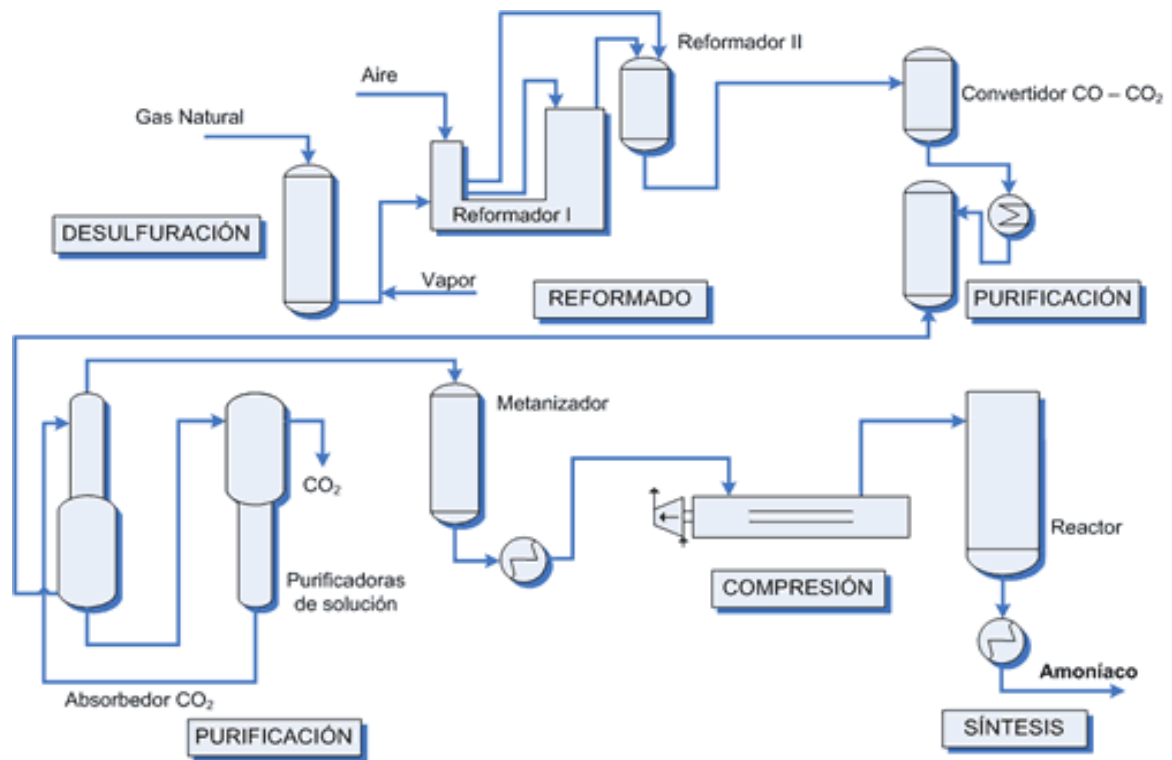 Reformador II
Aire
Convertidor CO – CO₂
Gas Natural
Reformador I
DESULFURACIÓN
Vapor
REFORMADO
PURIFICACIÓN
Metanizador
CO₂
Reactor
Purificadoras
de solución
COMPRESIÓN
Amoníaco
Absorbedor CO₂
PURIFICACIÓN
SÍNTESIS